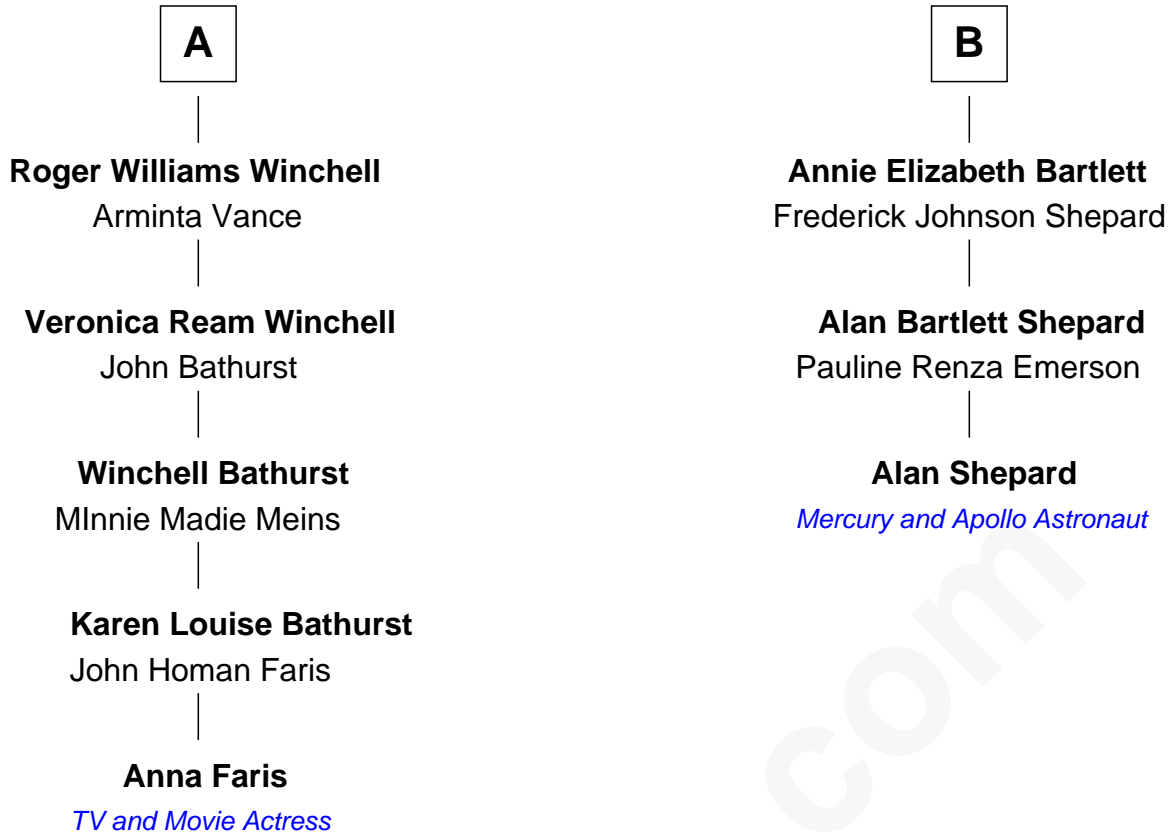 A
Roger Williams Winchell
Arminta Vance
Veronica Ream Winchell
John Bathurst
Winchell Bathurst
MInnie Madie Meins
Karen Louise Bathurst
John Homan Faris
Anna Faris
TV and Movie Actress
B
Annie Elizabeth Bartlett
Frederick Johnson Shepard
Alan Bartlett Shepard
Pauline Renza Emerson
Alan Shepard
Mercury and Apollo Astronaut
com